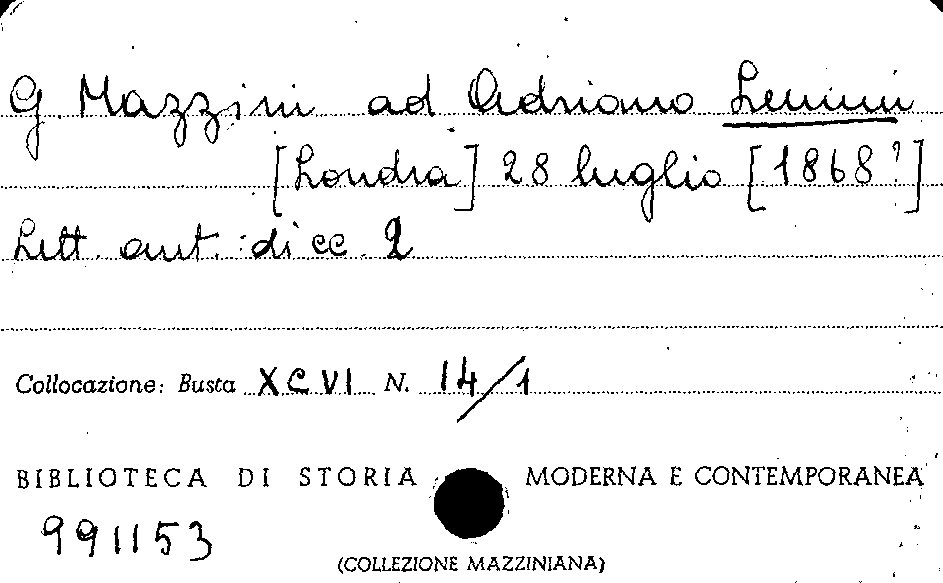 G. Mazzini ad Adriano Lemmi
[Londra] 28 luglio [1868?]
Lett. aut. di cc. 2
Collocazione: Busta XCVI N. 14/1
BIBLIOTECA DI STORIA MODERNA E CONTEMPORANEA
991153
(COLLEZIONE MAZZINIANA)